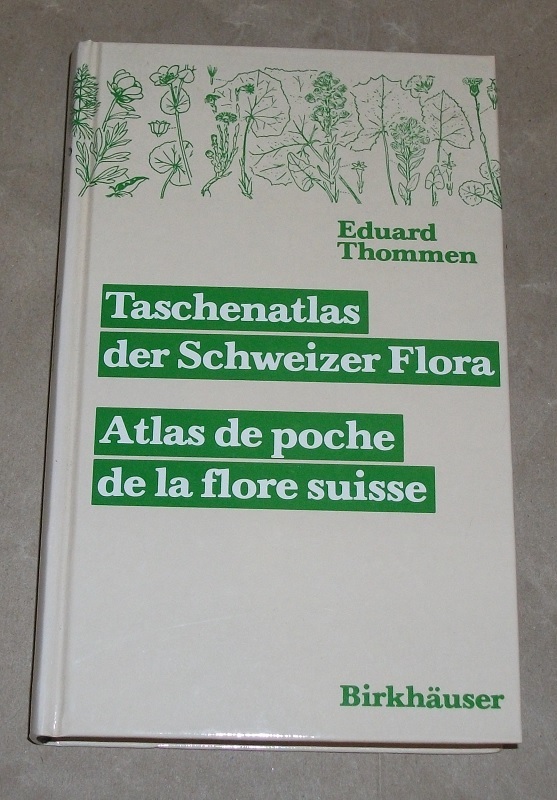 Eduard
Thommen
Taschenatlas
der Schweizer Flora
Atlas de poche
de la flore suisse
Birkhäuser